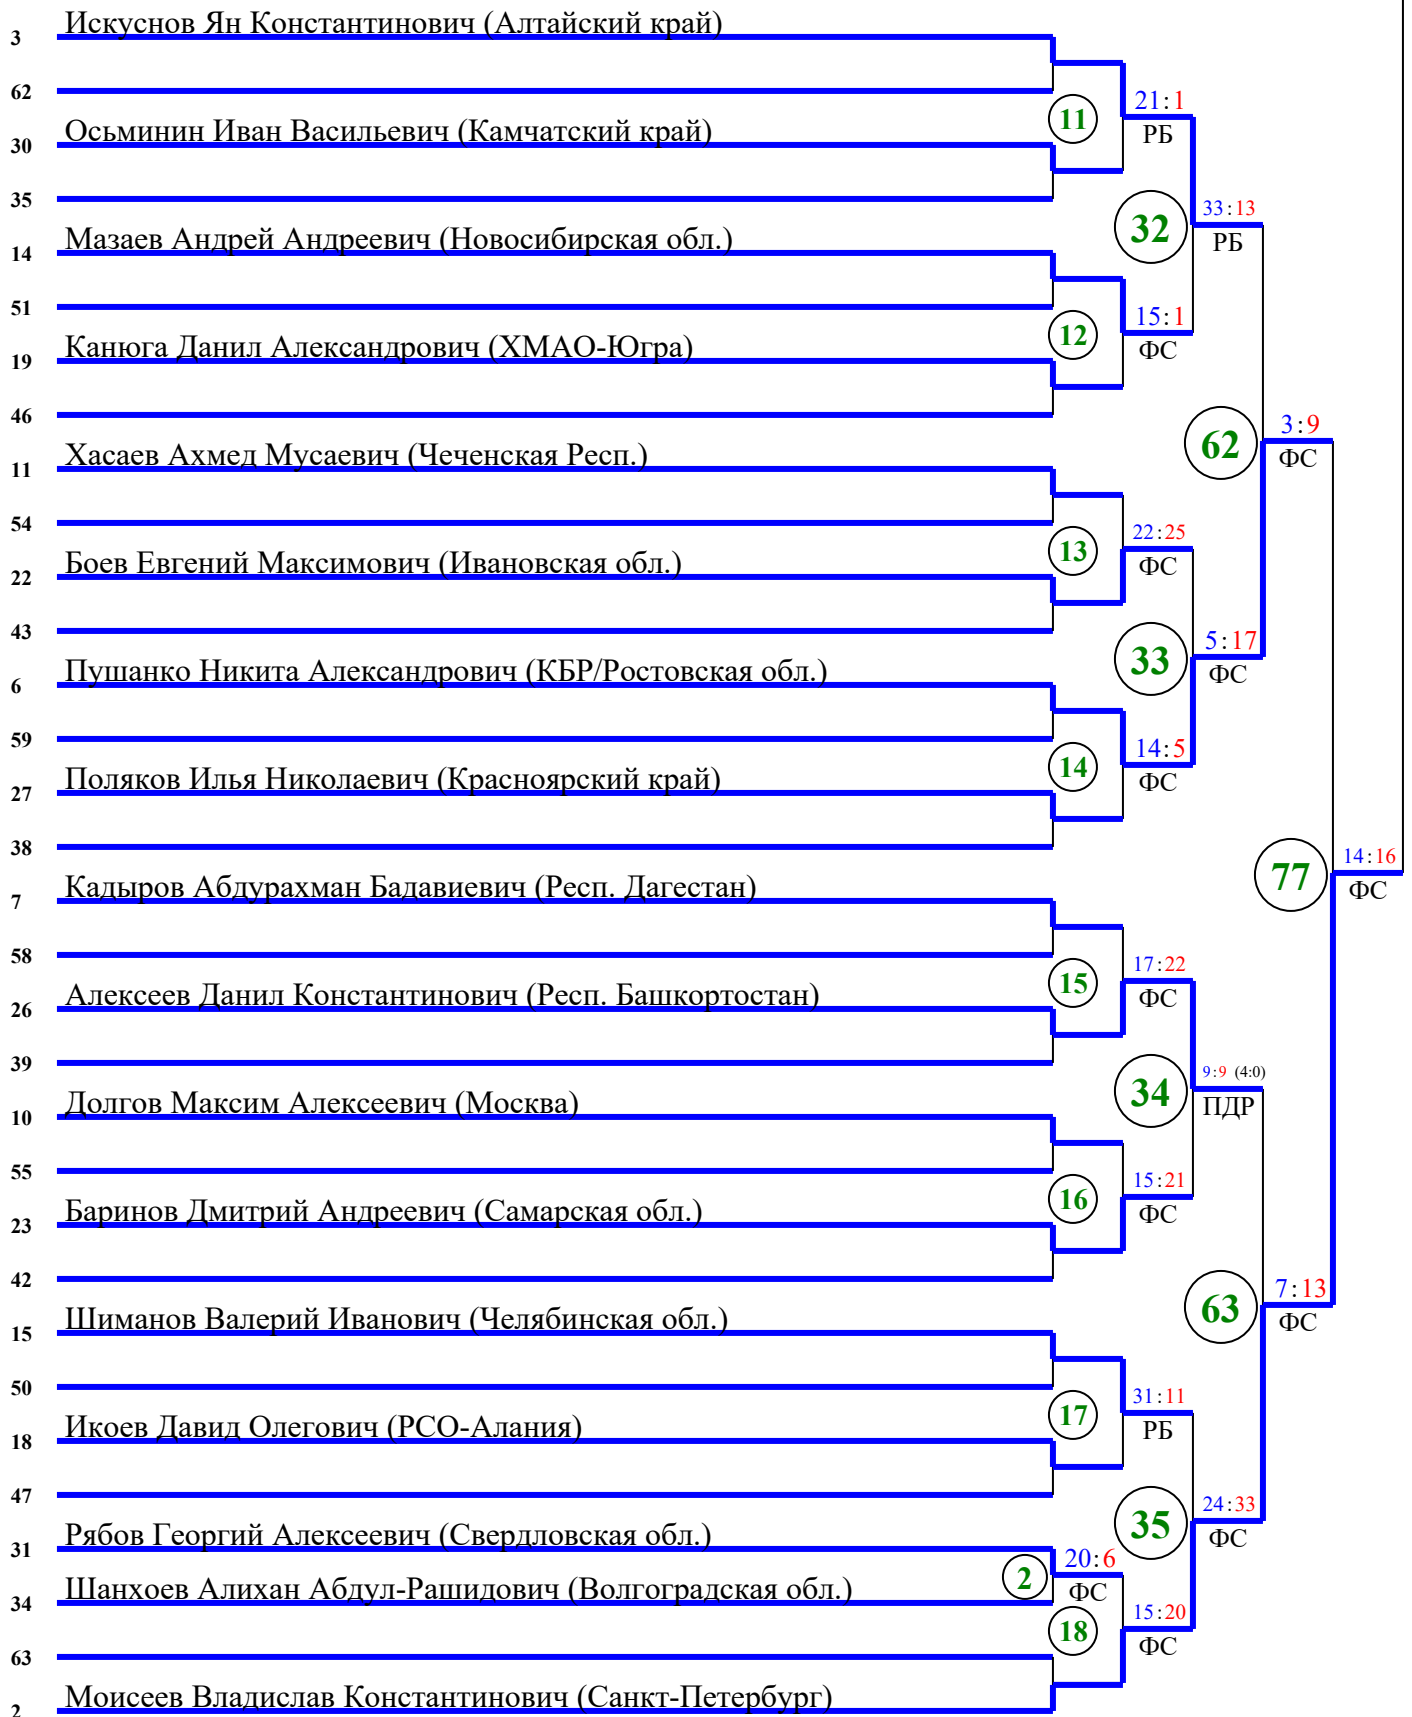 3 Искуснов Ян Константинович (Алтайский край)
62
21:1
11
РБ
30 Осьминин Иван Васильевич (Камчатский край)
35
33:13
32
РБ
14 Мазаев Андрей Андреевич (Новосибирская обл.)
51
15:1
12
ФС
19 Канюга Данил Александрович (ХМАО-Югра)
46
3:9
62
ФС
11 Хасаев Ахмед Мусаевич (Чеченская Респ.)
54
22:25
13
ФС
22 Боев Евгений Максимович (Ивановская обл.)
43
5:17
33
ФС
6 Пушанко Никита Александрович (КБР/Ростовская обл.)
59
14:5
14
ФС
27 Поляков Илья Николаевич (Красноярский край)
38
14:16
77
ФС
7 Кадыров Абдурахман Бадавиевич (Респ. Дагестан)
58
17:22
15
ФС
26 Алексеев Данил Константинович (Респ. Башкортостан)
39
9:9 (4:0)
34
ПДР
10 Долгов Максим Алексеевич (Москва)
55
15:21
16
ФС
23 Баринов Дмитрий Андреевич (Самарская обл.)
42
7:13
63
ФС
15 Шиманов Валерий Иванович (Челябинская обл.)
50
31:11
17
РБ
18 Икоев Давид Олегович (РСО-Алания)
47
24:33
35
ФС
31 Рябов Георгий Алексеевич (Свердловская обл.)
20:6
2
ФС
34 Шанхоев Алихан Абдул-Рашидович (Волгоградская обл.)
15:20
18
ФС
63
2 Моисеев Владислав Константинович (Санкт-Петербург)